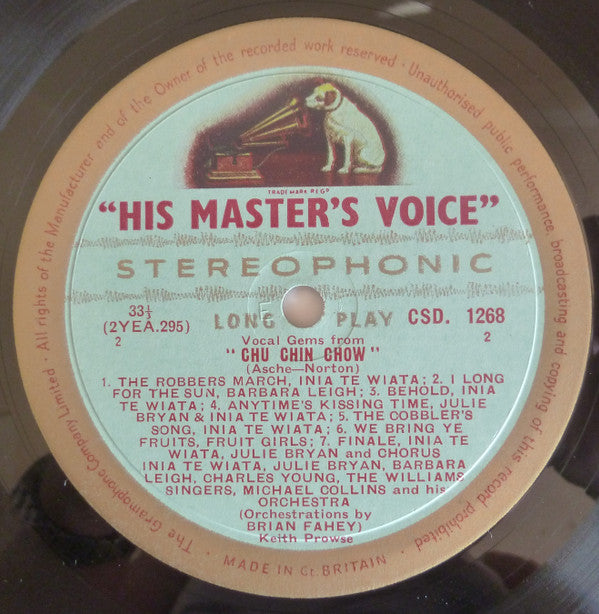 All rights of the Manufacturer and of the Owner of the recorded work reserved · Unauthorised public performance, broadcasting and copying of this record prohibited
TRADE MARK REGD
"HIS MASTER'S VOICE"
STEREOPHONIC
33⅓
(2YEA.295)
2
LONG PLAY
CSD. 1268
2
Vocal Gems from
"CHU CHIN CHOW"
(Asche—Norton)
1. THE ROBBERS MARCH, INIA TE WIATA; 2. I LONG
FOR THE SUN, BARBARA LEIGH; 3. BEHOLD, INIA
TE WIATA; 4. ANYTIME'S KISSING TIME, JULIE
BRYAN & INIA TE WIATA; 5. THE COBBLER'S
SONG, INIA TE WIATA; 6. WE BRING YE
FRUITS, FRUIT GIRLS; 7. FINALE, INIA TE
WIATA, JULIE BRYAN and CHORUS
INIA TE WIATA, JULIE BRYAN, BARBARA
LEIGH, CHARLES YOUNG, THE WILLIAMS
SINGERS, MICHAEL COLLINS and his
ORCHESTRA
(Orchestrations by
BRIAN FAHEY)
Keith Prowse
The Gramophone Company Limited ·
MADE IN GT. BRITAIN ·